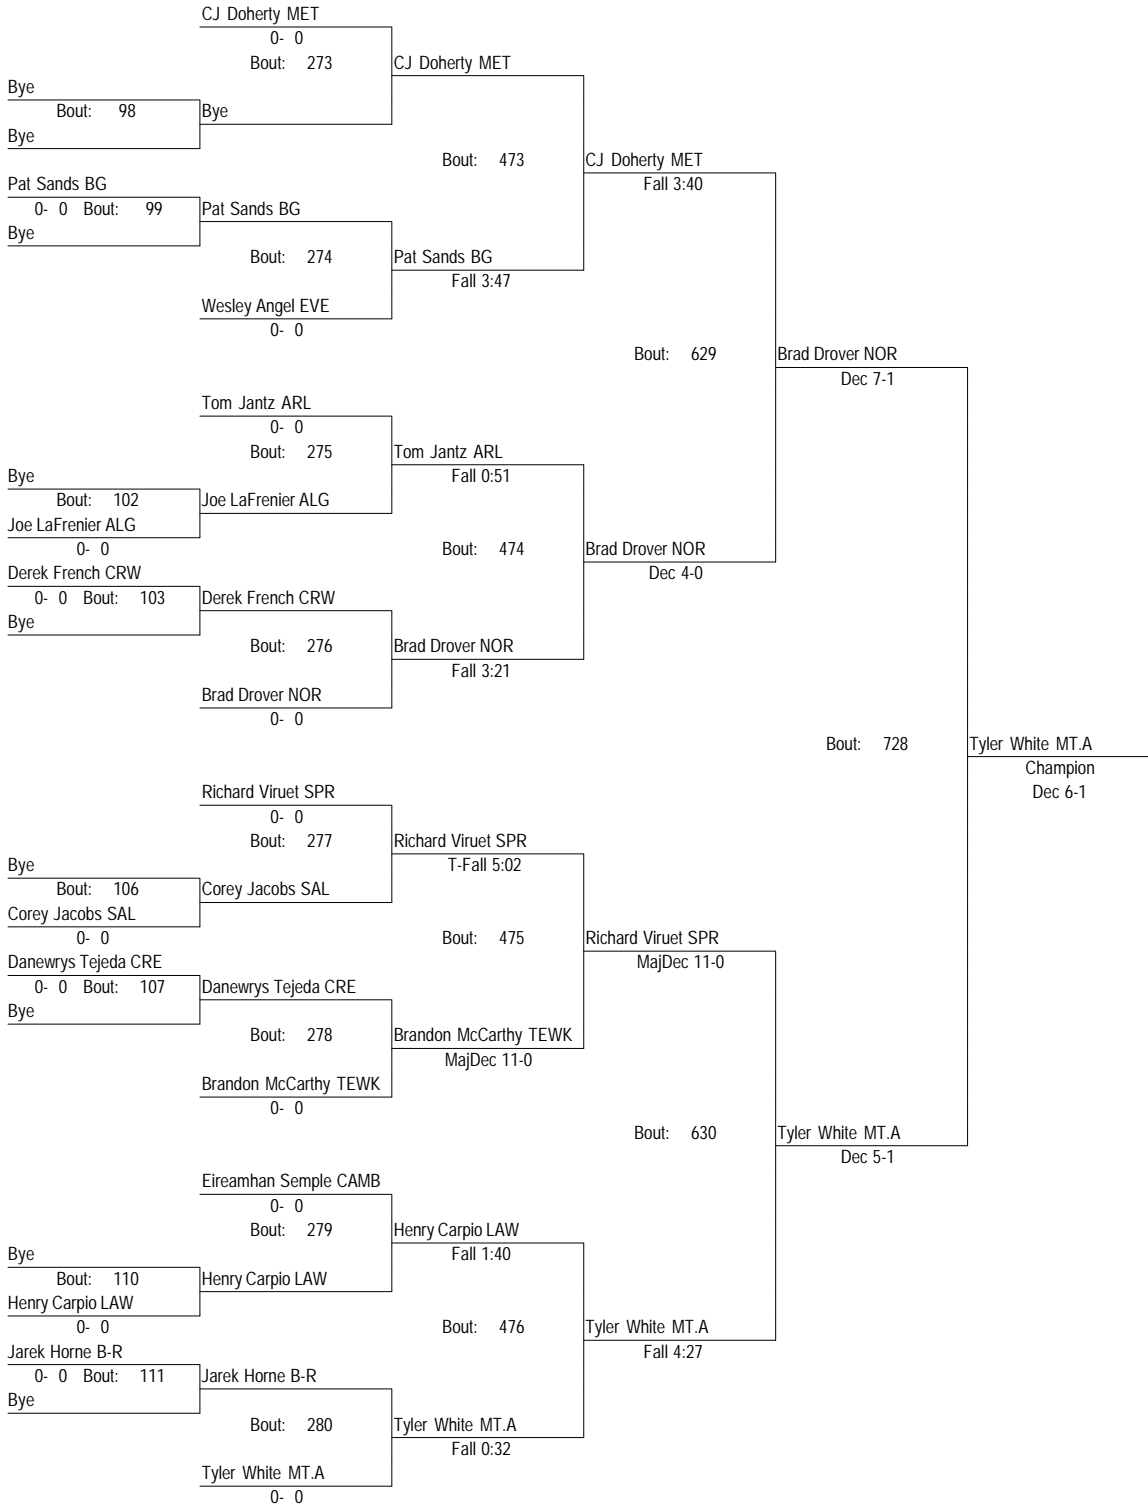 CJ Doherty MET
0- 0
Bout: 273
CJ Doherty MET
Bye
Bout: 98
Bye
Bye
Bout: 473
CJ Doherty MET
Fall 3:40
Pat Sands BG
0- 0 Bout: 99
Pat Sands BG
Bye
Bout: 274
Pat Sands BG
Fall 3:47
Wesley Angel EVE
0- 0
Bout: 629
Brad Drover NOR
Dec 7-1
Tom Jantz ARL
0- 0
Bout: 275
Tom Jantz ARL
Fall 0:51
Bye
Bout: 102
Joe LaFrenier ALG
Joe LaFrenier ALG
0- 0
Bout: 474
Brad Drover NOR
Dec 4-0
Derek French CRW
0- 0 Bout: 103
Derek French CRW
Bye
Bout: 276
Brad Drover NOR
Fall 3:21
Brad Drover NOR
0- 0
Bout: 728
Tyler White MT.A
Champion
Dec 6-1
Richard Viruet SPR
0- 0
Bout: 277
Richard Viruet SPR
T-Fall 5:02
Bye
Bout: 106
Corey Jacobs SAL
Corey Jacobs SAL
0- 0
Bout: 475
Richard Viruet SPR
MajDec 11-0
Danewrys Tejeda CRE
0- 0 Bout: 107
Danewrys Tejeda CRE
Bye
Bout: 278
Brandon McCarthy TEWK
MajDec 11-0
Brandon McCarthy TEWK
0- 0
Bout: 630
Tyler White MT.A
Dec 5-1
Eireamhan Semple CAMB
0- 0
Bout: 279
Henry Carpio LAW
Fall 1:40
Bye
Bout: 110
Henry Carpio LAW
Henry Carpio LAW
0- 0
Bout: 476
Tyler White MT.A
Fall 4:27
Jarek Horne B-R
0- 0 Bout: 111
Jarek Horne B-R
Bye
Bout: 280
Tyler White MT.A
Fall 0:32
Tyler White MT.A
0- 0